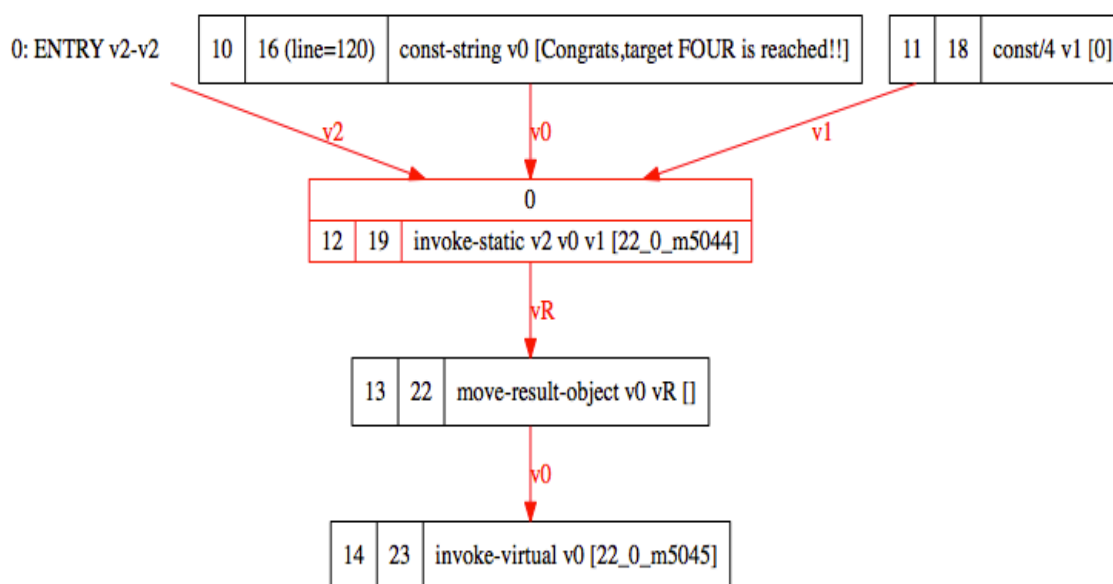 0: ENTRY v2-v2
10 16 (line=120) const-string v0 [Congrats,target FOUR is reached!!]
11 18 const/4 v1 [0]
v2
v0
v1
0
12 19 invoke-static v2 v0 v1 [22_0_m5044]
vR
13 22 move-result-object v0 vR []
v0
14 23 invoke-virtual v0 [22_0_m5045]